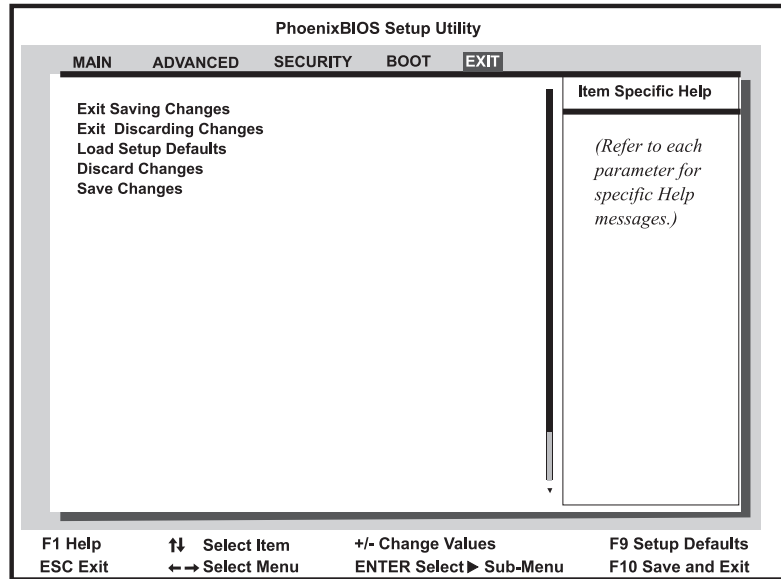 PhoenixBIOS Setup Utility
MAIN ADVANCED SECURITY BOOT EXIT
Exit Saving Changes
Exit Discarding Changes
Load Setup Defaults
Discard Changes
Save Changes
Item Specific Help
(Refer to each
parameter for
specific Help
messages.)
F1 Help ↑↓ Select Item +/- Change Values F9 Setup Defaults
ESC Exit ←→ Select Menu ENTER Select ▶ Sub-Menu F10 Save and Exit